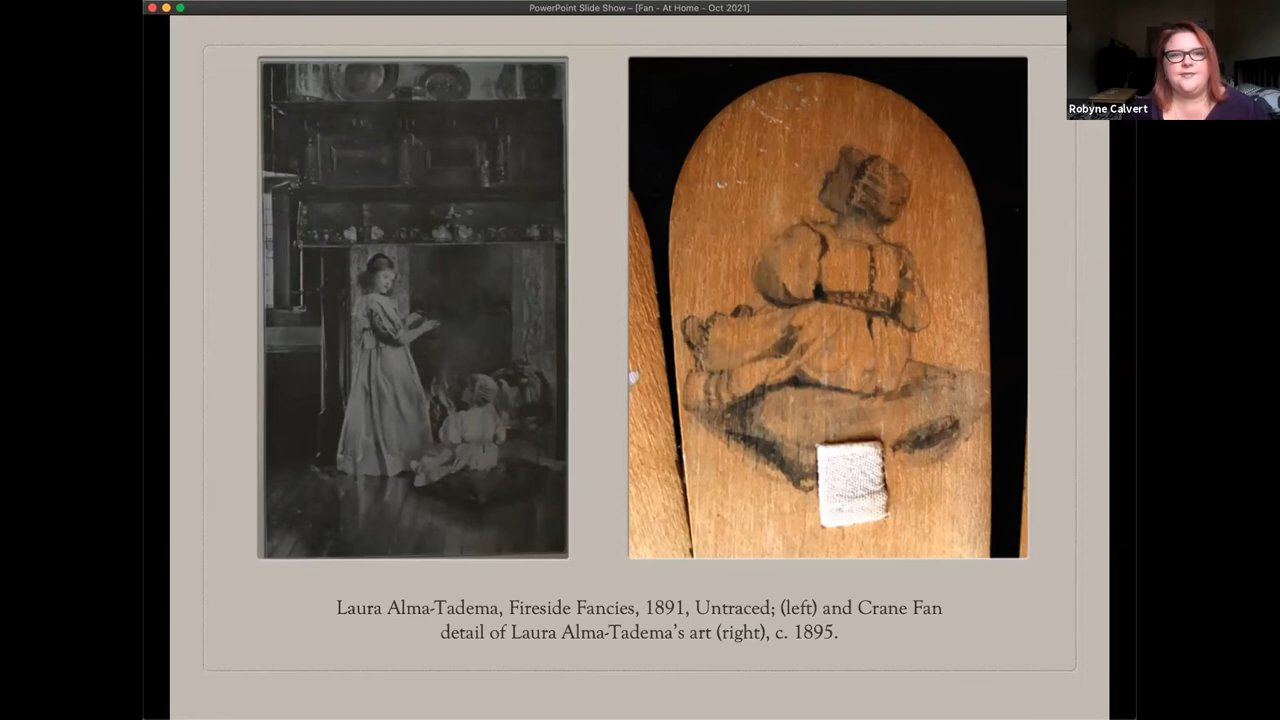 PowerPoint Slide Show – [Fan - At Home - Oct 2021]
Robyne Calvert
Laura Alma-Tadema, Fireside Fancies, 1891, Untraced; (left) and Crane Fan
detail of Laura Alma-Tadema’s art (right), c. 1895.